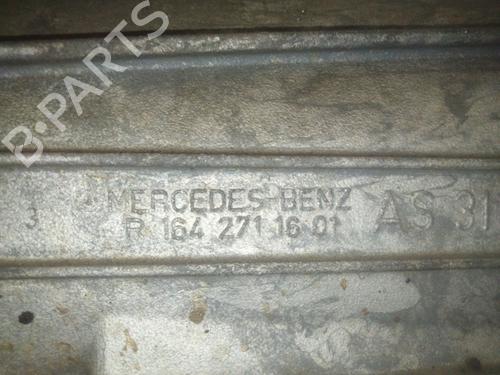 B-PARTS
MERCEDES-BENZ
R 164 271 16 01
AS 31
3